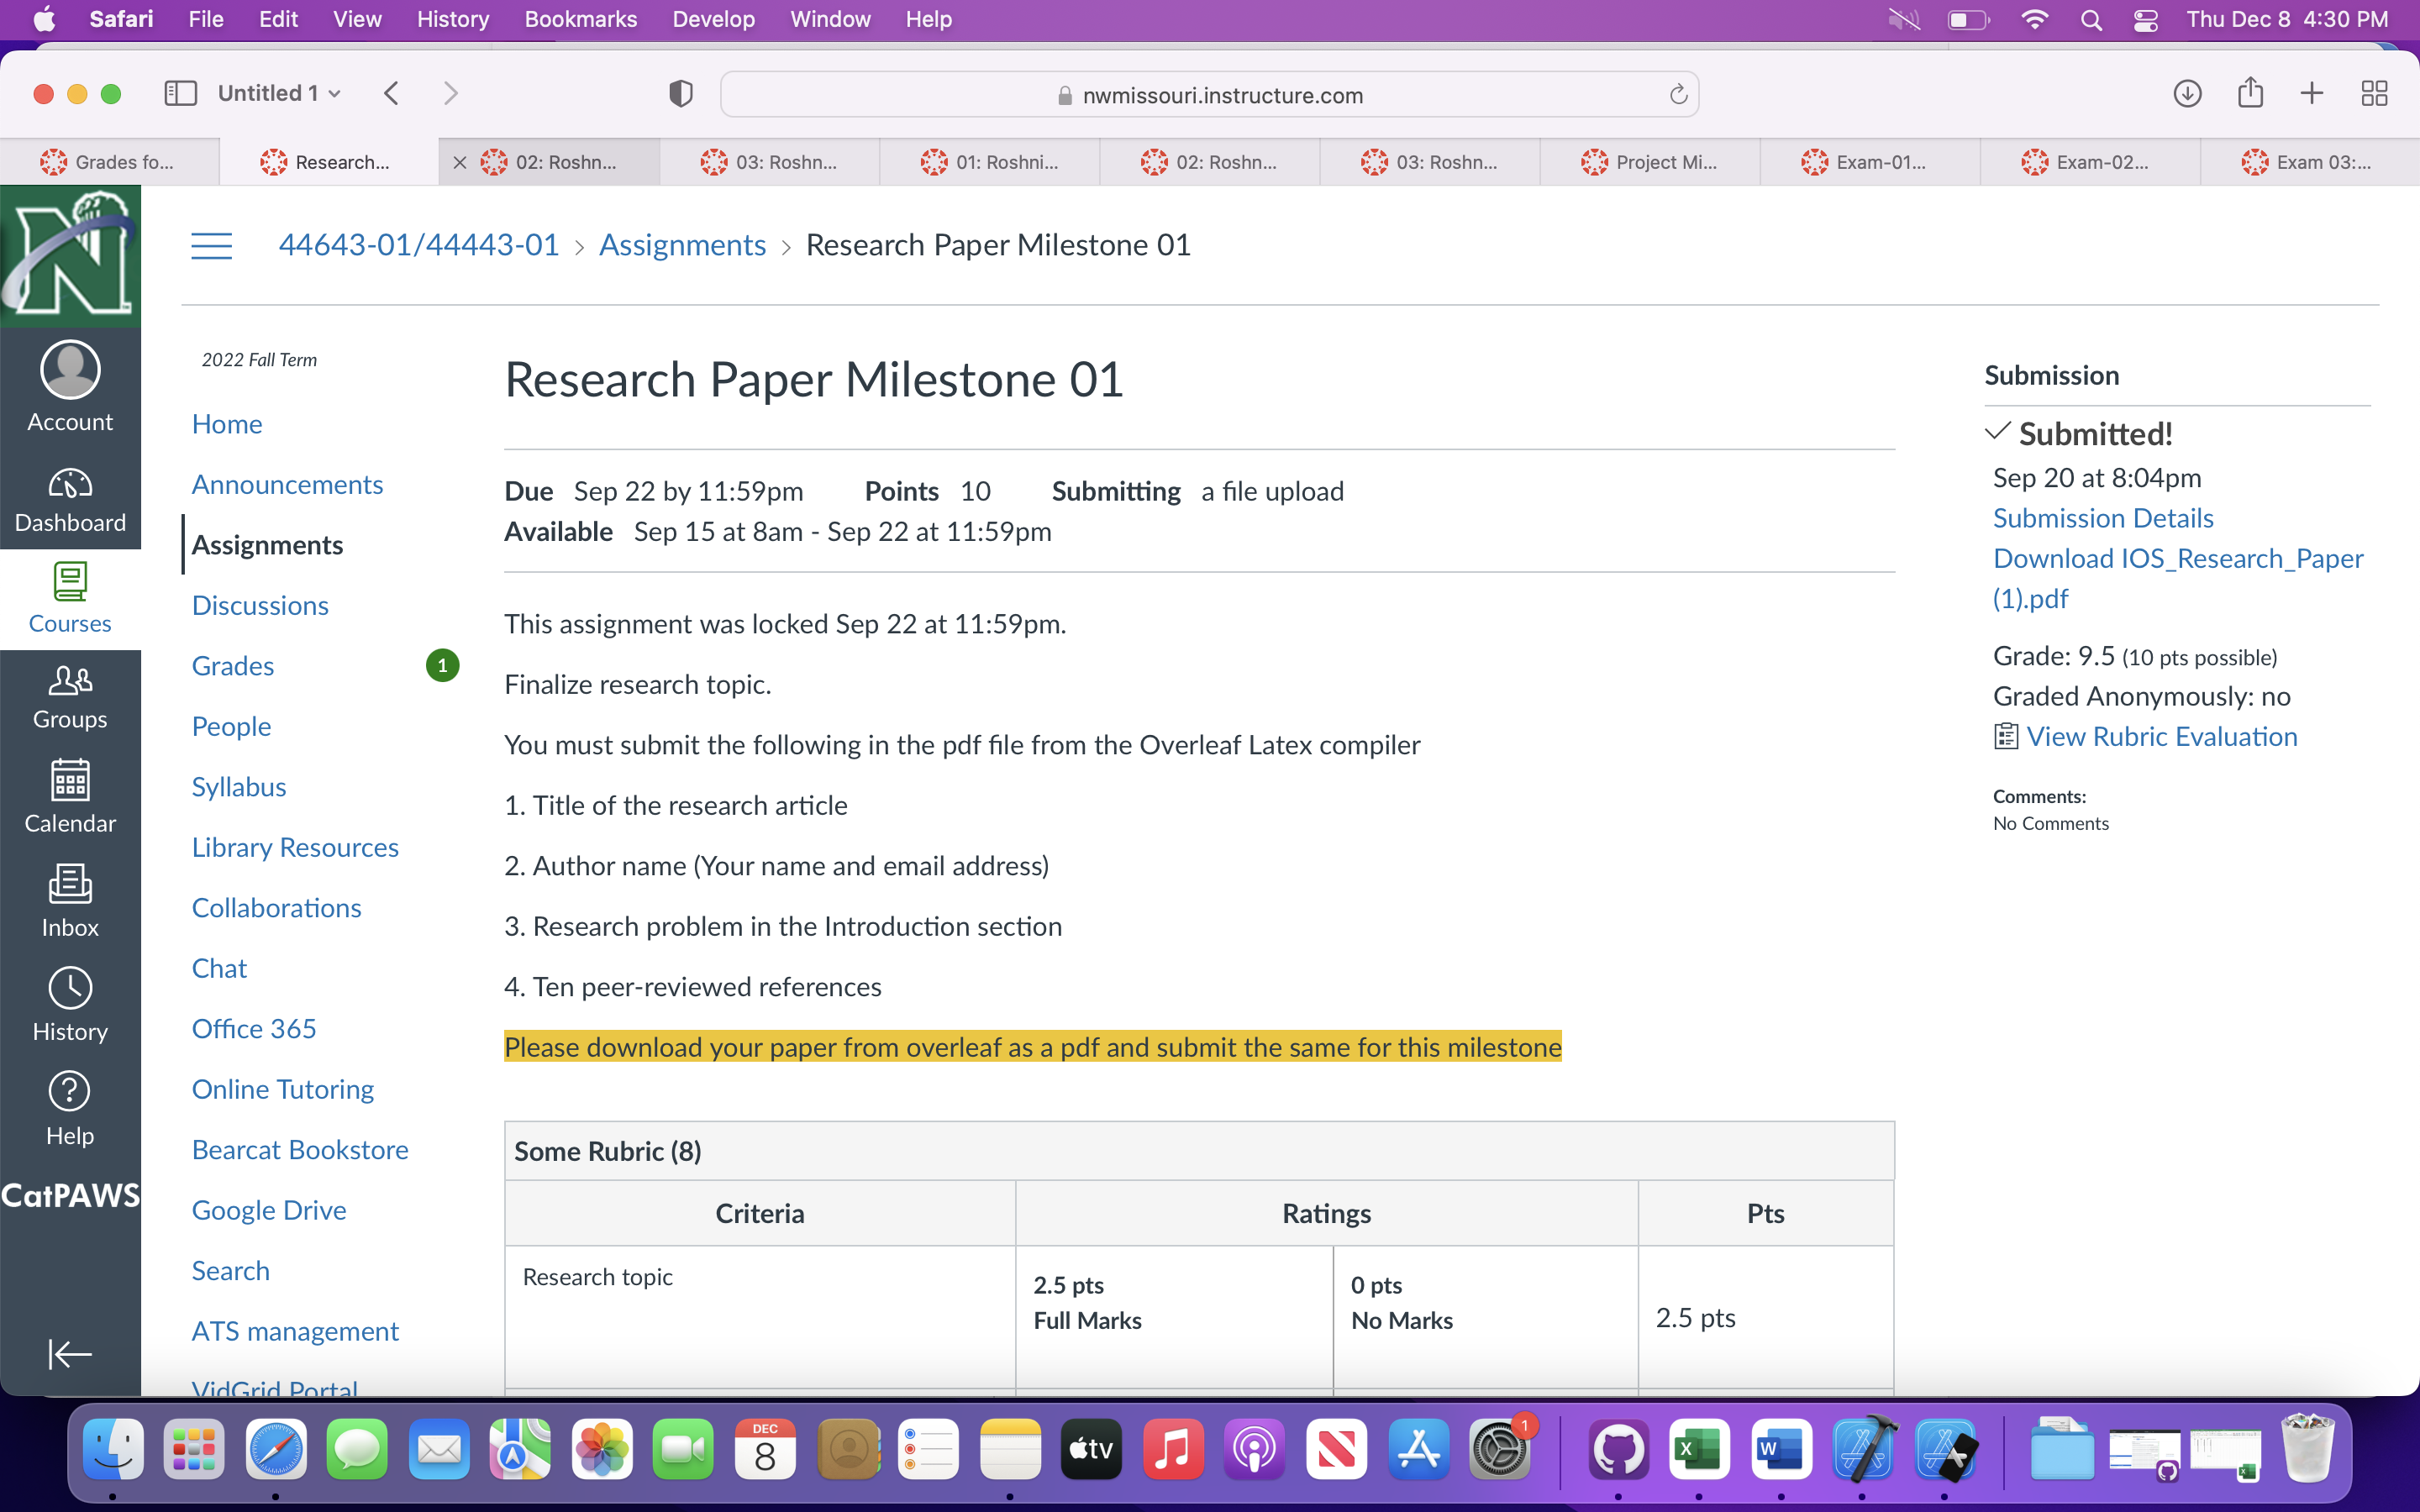 Safari File Edit View History Bookmarks Develop Window Help Thu Dec 8 4:30 PM
Untitled 1 nwmissouri.instructure.com
Grades fo... Research... 02: Roshn... 03: Roshn... 01: Roshni... 02: Roshn... 03: Roshn... Project Mi... Exam-01... Exam-02... Exam 03:...
N
Account
Dashboard
Courses
Groups
Calendar
Inbox
History
Help
CatPAWS
44643-01/44443-01 › Assignments › Research Paper Milestone 01
2022 Fall Term
Home
Announcements
Assignments
Discussions
Grades 1
People
Syllabus
Library Resources
Collaborations
Chat
Office 365
Online Tutoring
Bearcat Bookstore
Google Drive
Search
ATS management
VidGrid Portal
Research Paper Milestone 01
Due Sep 22 by 11:59pm Points 10 Submitting a file upload
Available Sep 15 at 8am - Sep 22 at 11:59pm
This assignment was locked Sep 22 at 11:59pm.
Finalize research topic.
You must submit the following in the pdf file from the Overleaf Latex compiler
1. Title of the research article
2. Author name (Your name and email address)
3. Research problem in the Introduction section
4. Ten peer-reviewed references
Please download your paper from overleaf as a pdf and submit the same for this milestone
Some Rubric (8)
Criteria Ratings Pts
Research topic
2.5 pts
Full Marks
0 pts
No Marks
2.5 pts
Submission
Submitted!
Sep 20 at 8:04pm
Submission Details
Download IOS_Research_Paper
(1).pdf
Grade: 9.5 (10 pts possible)
Graded Anonymously: no
View Rubric Evaluation
Comments:
No Comments
DEC
8
tv
1
X
W